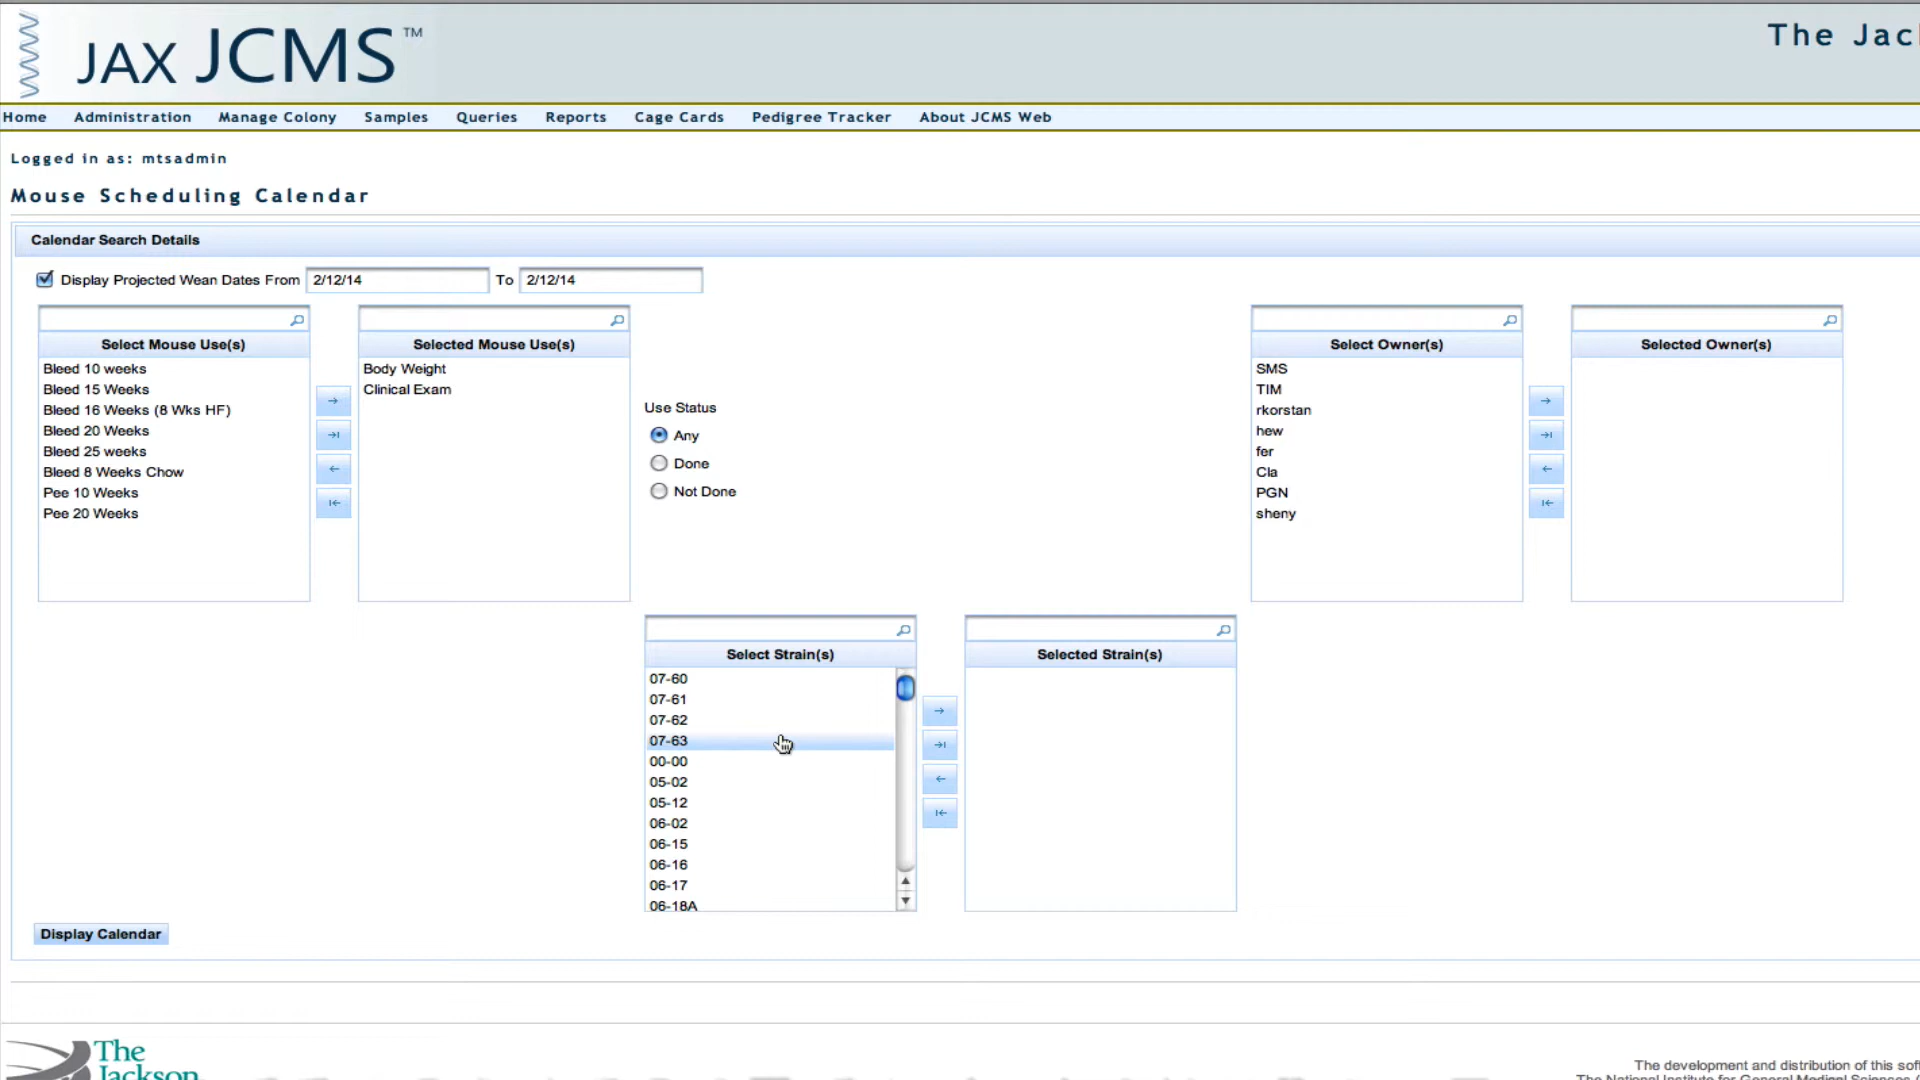 JAX JCMS™
The Jac
Home Administration Manage Colony Samples Queries Reports Cage Cards Pedigree Tracker About JCMS Web
Logged in as: mtsadmin
Mouse Scheduling Calendar
Calendar Search Details
Display Projected Wean Dates From 2/12/14 To 2/12/14
Select Mouse Use(s)
Bleed 10 weeks
Bleed 15 Weeks
Bleed 16 Weeks (8 Wks HF)
Bleed 20 Weeks
Bleed 25 weeks
Bleed 8 Weeks Chow
Pee 10 Weeks
Pee 20 Weeks
Selected Mouse Use(s)
Body Weight
Clinical Exam
Use Status
Any
Done
Not Done
Select Owner(s)
SMS
TIM
rkorstan
hew
fer
Cla
PGN
sheny
Selected Owner(s)
Select Strain(s)
07-60
07-61
07-62
07-63
00-00
05-02
05-12
06-02
06-15
06-16
06-17
06-18A
Selected Strain(s)
Display Calendar
The
Jackson
The development and distribution of this sof
The National Institute for General Medical Sciences